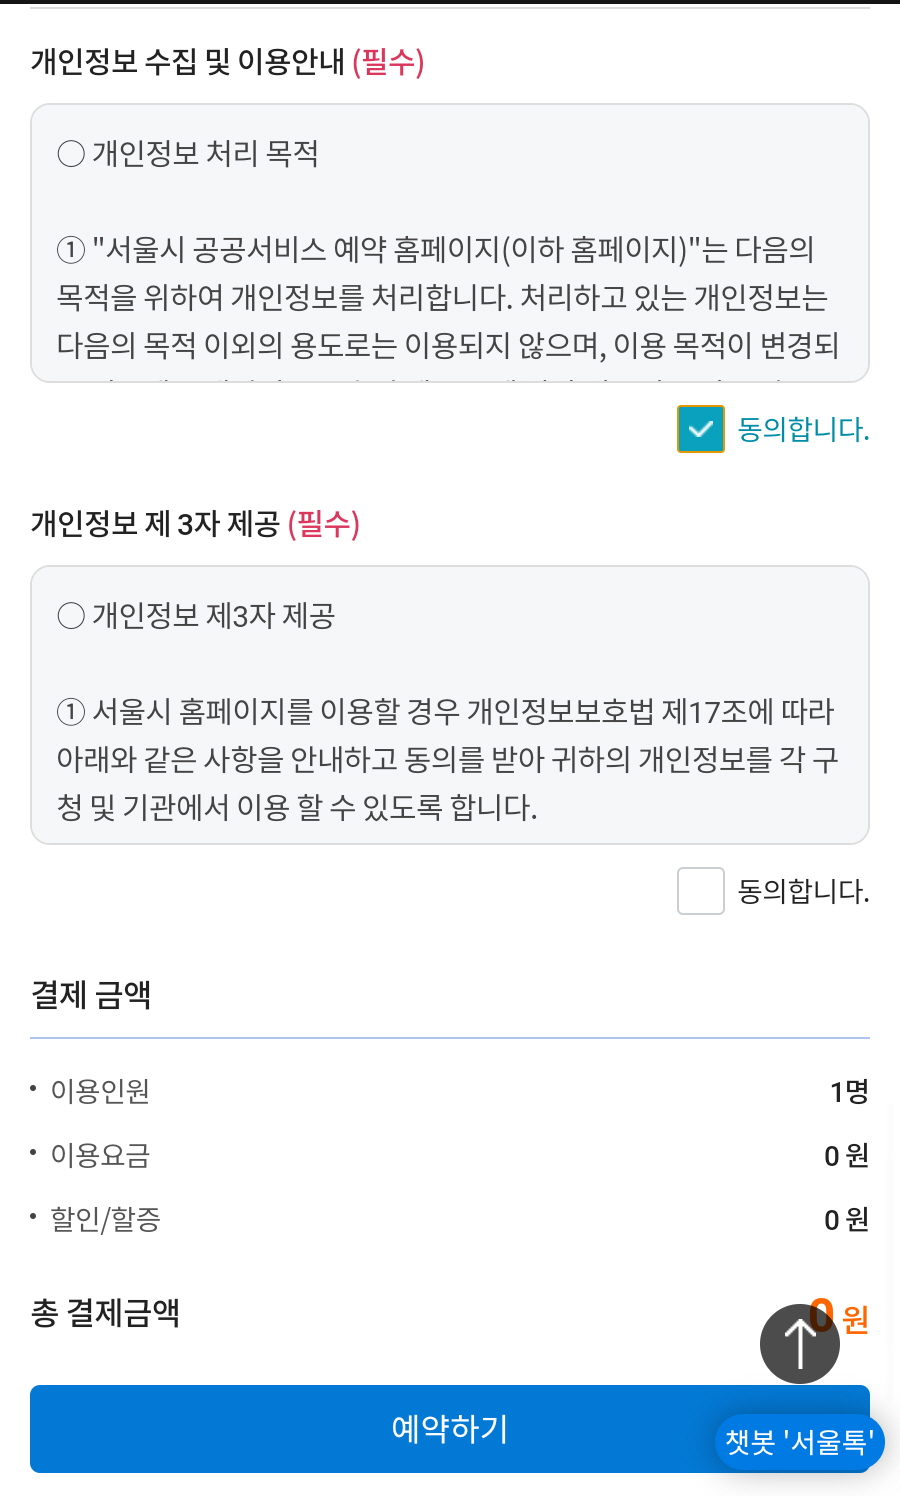 개인정보 수집 및 이용안내 (필수)
○ 개인정보 처리 목적
① "서울시 공공서비스 예약 홈페이지(이하 홈페이지)"는 다음의
목적을 위하여 개인정보를 처리합니다. 처리하고 있는 개인정보는
다음의 목적 이외의 용도로는 이용되지 않으며, 이용 목적이 변경되
동의합니다.
개인정보 제 3자 제공 (필수)
○ 개인정보 제3자 제공
① 서울시 홈페이지를 이용할 경우 개인정보보호법 제17조에 따라
아래와 같은 사항을 안내하고 동의를 받아 귀하의 개인정보를 각 구
청 및 기관에서 이용 할 수 있도록 합니다.
동의합니다.
결제 금액
• 이용인원 1명
• 이용요금 0 원
• 할인/할증 0 원
총 결제금액 0 원
예약하기
챗봇 '서울톡'